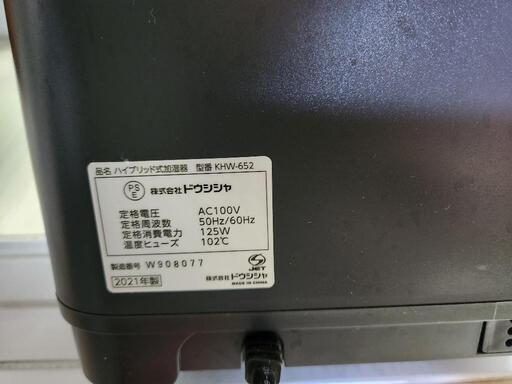 品名 ハイブリッド式加湿器 型番 KHW-652
PS
E
株式会社ドウシシャ
定格電圧 AC100V
定格周波数 50Hz/60Hz
定格消費電力 125W
温度ヒューズ 102℃
製造番号 W908077
JET
2021年製
株式会社ドウシシャ
MADE IN CHINA